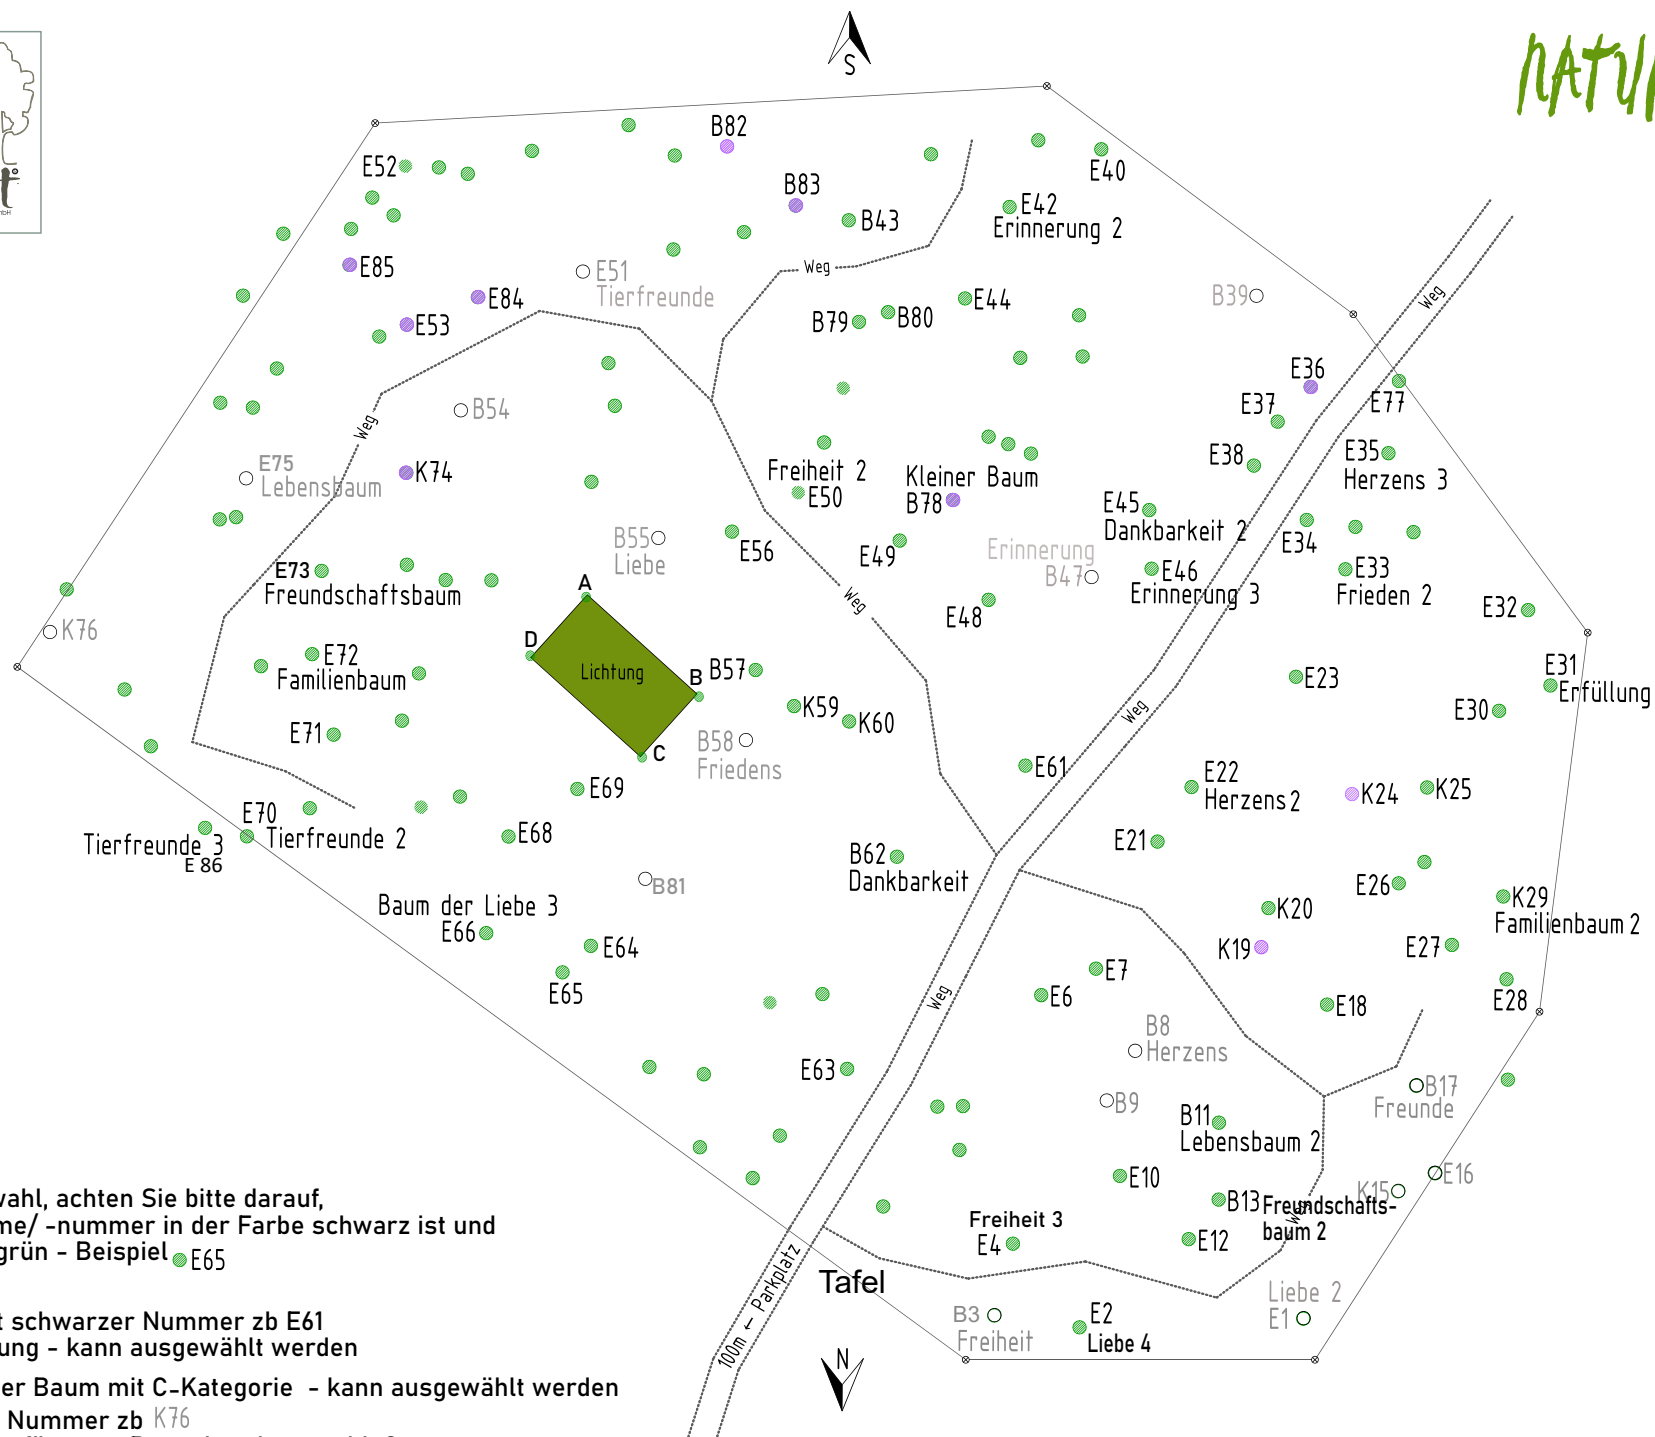 S
NATU
B82
E52
E40
B83
E42
Erinnerung 2
B43
E85
E51
Tierfreunde
Weg
E84
E53
B79
B80
E44
B39
Weg
E36
E77
E37
B54
Weg
E38
E35
Herzens 3
E75
Lebensbaum
K74
Freiheit 2
E50
Kleiner Baum
B78
E45
Dankbarkeit 2
E34
B55
Liebe
E56
E49
Erinnerung
B47
E46
Erinnerung 3
E33
Frieden 2
E73
Freundschaftsbaum
A
Weg
E48
E32
K76
D
E72
Familienbaum
Lichtung
B
B57
E23
E31
Erfüllung
E30
K59
K60
Weg
E71
C
B58
Friedens
E61
E22
Herzens 2
K24
K25
E69
E70
Tierfreunde 2
E68
Tierfreunde 3
E 86
E21
B62
Dankbarkeit
B81
E26
K29
Familienbaum 2
K20
Baum der Liebe 3
E66
E64
K19
E27
E65
E7
E6
Weg
E18
E28
B8
Herzens
E63
B9
B17
Freunde
B11
Lebensbaum 2
E10
E16
K15
B13
Freundschafts-
baum 2
Weg
Freiheit 3
E4
E12
wahl, achten Sie bitte darauf,
me/ -nummer in der Farbe schwarz ist und
grün - Beispiel
E65
Tafel
100m ← Parkplatz
Liebe 2
E1
B3
Freiheit
E2
Liebe 4
t schwarzer Nummer zb E61
ung - kann ausgewählt werden
N
er Baum mit C-Kategorie - kann ausgewählt werden
Nummer zb K76